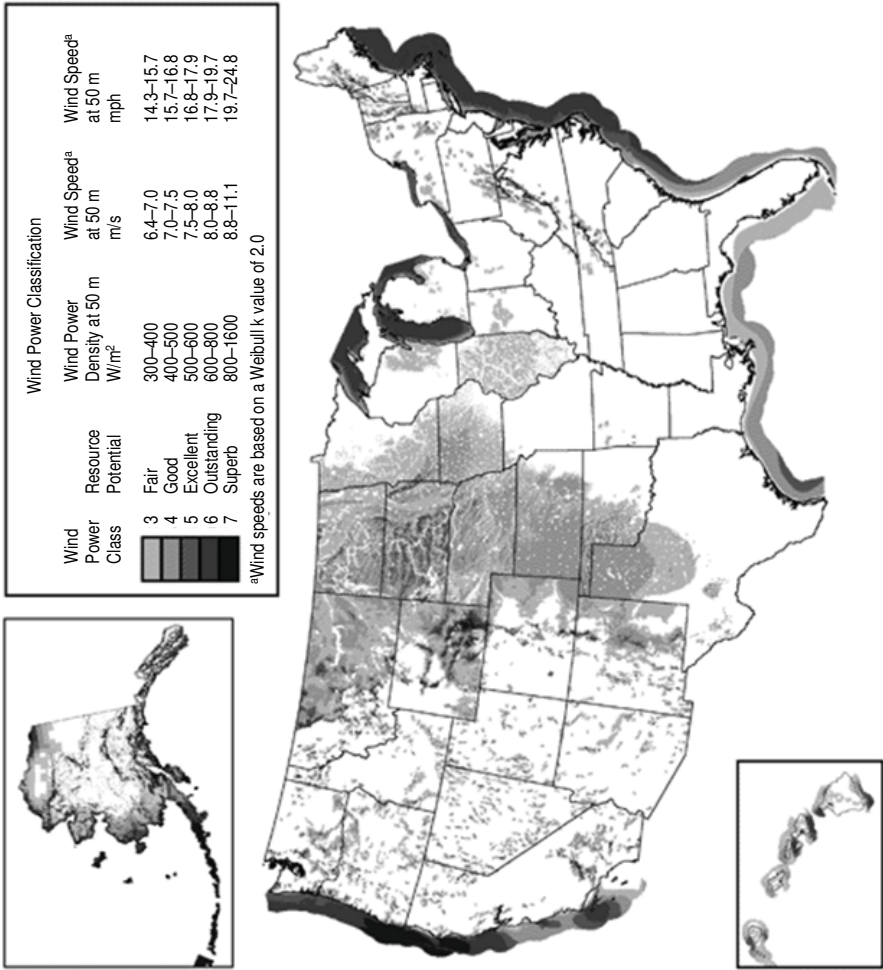 Wind Power Classification
Wind Power Class Resource Potential Wind Power Density at 50 m W/m² Wind Speedᵃ at 50 m m/s Wind Speedᵃ at 50 m mph
3 Fair 300–400 6.4–7.0 14.3–15.7
4 Good 400–500 7.0–7.5 15.7–16.8
5 Excellent 500–600 7.5–8.0 16.8–17.9
6 Outstanding 600–800 8.0–8.8 17.9–19.7
7 Superb 800–1600 8.8–11.1 19.7–24.8
ᵃWind speeds are based on a Weibull k value of 2.0